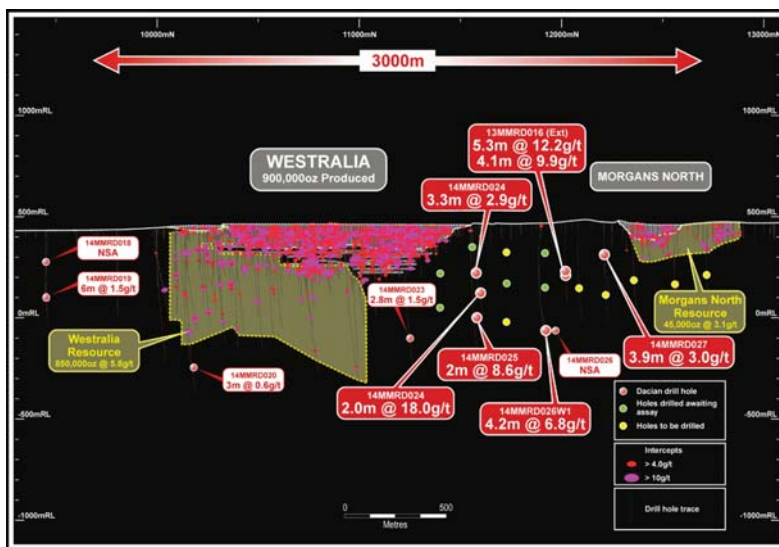 10000mN
11000mN
12000mN
13000mN
3000m
1000mRL
1000mRL
13MMRD016 (Ext)
5.3m @ 12.2g/t
4.1m @ 9.9g/t
WESTRALIA
900,000oz Produced
MORGANS NORTH
14MMRD024
3.3m @ 2.9g/t
500mRL
500mRL
14MMRD018
NSA
14MMRD019
6m @ 1.5g/t
14MMRD023
2.8m @ 1.5g/t
0mRL
0mRL
Morgans North
Resource
45,000oz @ 3.1g/t
Westralia
Resource
850,000oz @ 5.8g/t
14MMRD025
2m @ 8.6g/t
14MMRD026
NSA
14MMRD027
3.9m @ 3.0g/t
14MMRD020
3m @ 0.6g/t
14MMRD024
2.0m @ 18.0g/t
14MMRD026W1
4.2m @ 6.8g/t
-500mRL
-500mRL
Dacian drill hole
Holes drilled awaiting
assay
Holes to be drilled
Intercepts
> 4.0g/t
> 10g/t
Drill hole trace
0
500
Metres
-1000mRL
-1000mRL